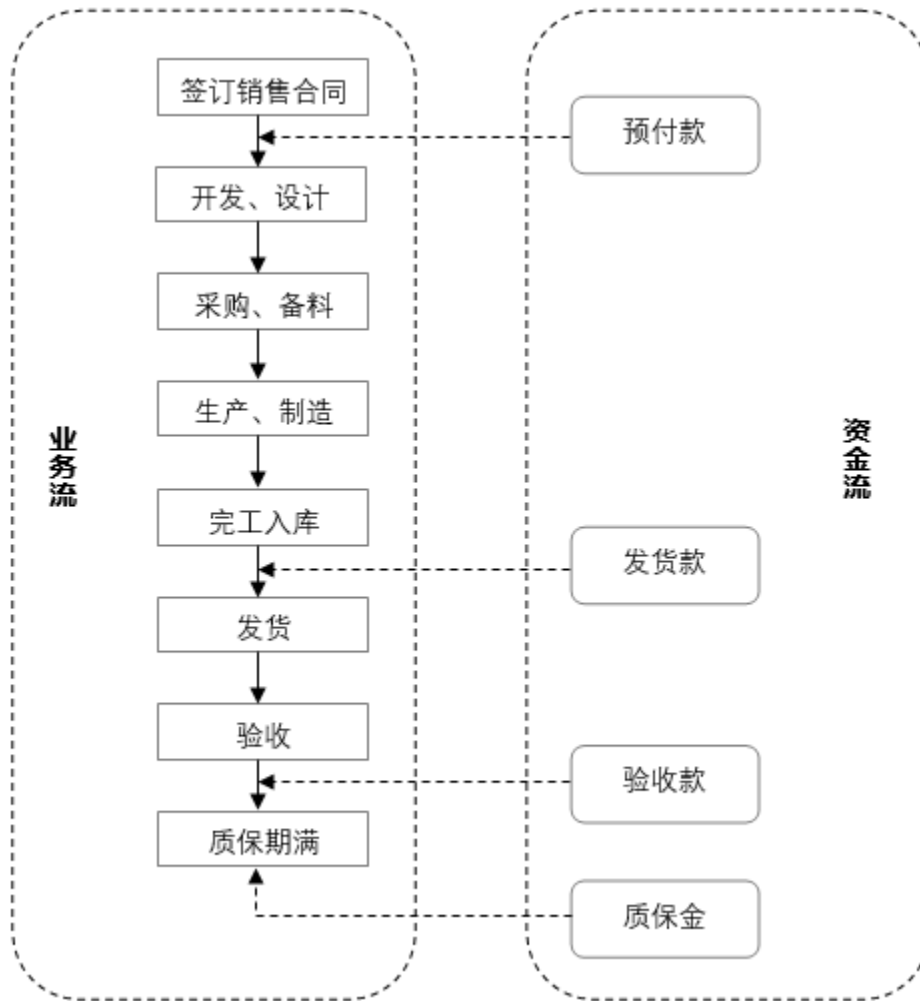 签订销售合同
预付款
开发、设计
采购、备料
生产、制造
业务流
资金流
完工入库
发货款
发货
验收
验收款
质保期满
质保金